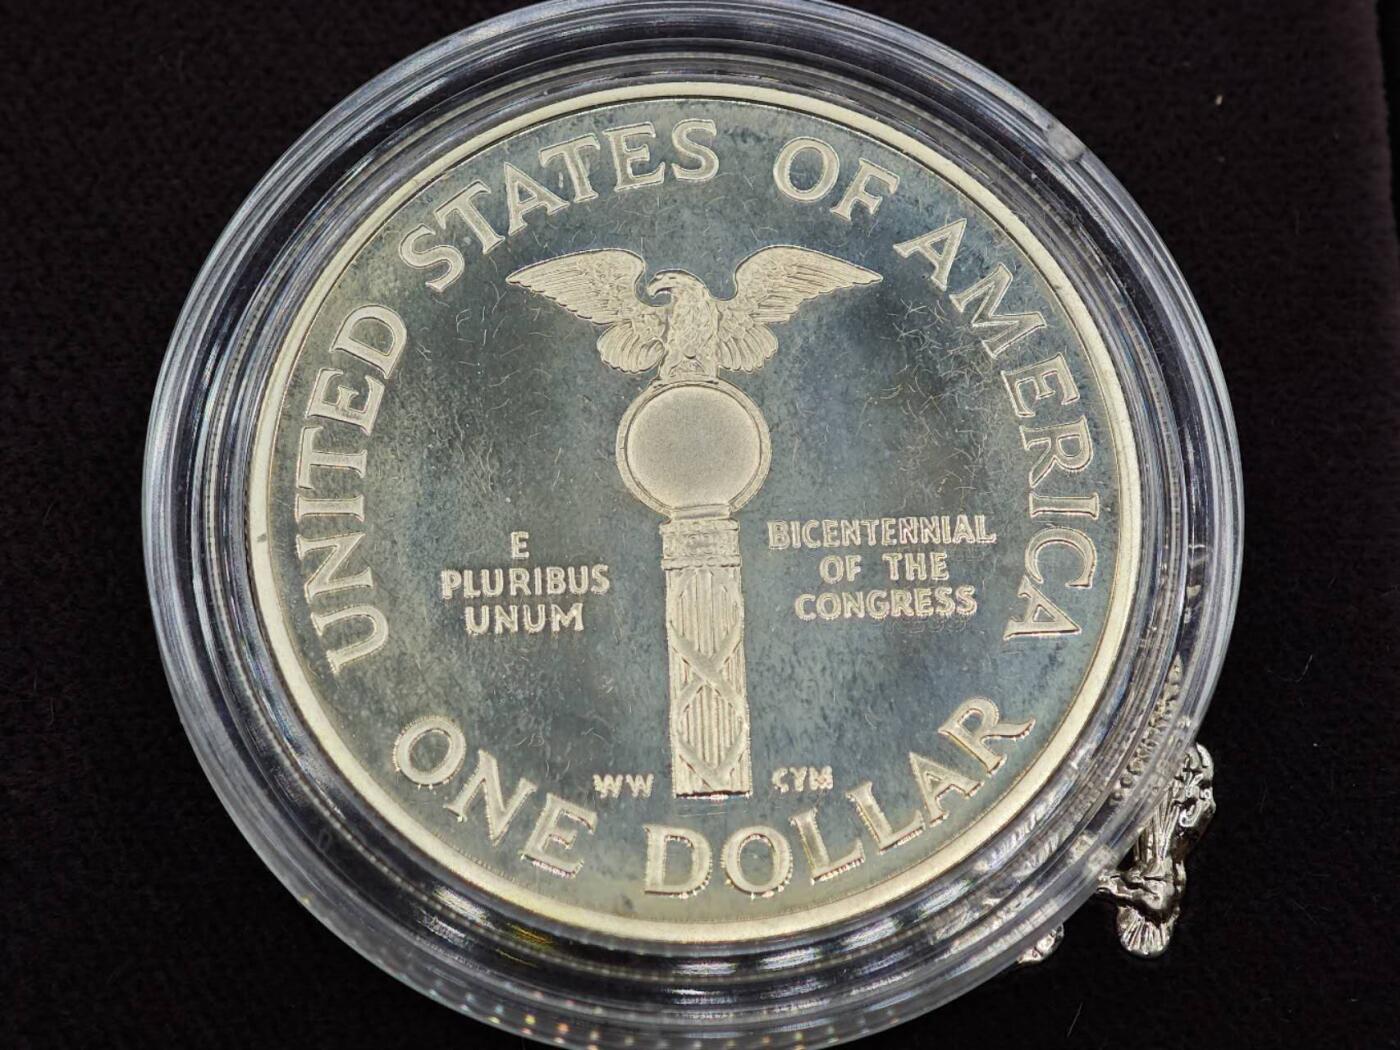 UNITED STATES OF AMERICA
E
PLURIBUS
UNUM
BICENTENNIAL
OF THE
CONGRESS
WW CYM
ONE DOLLAR